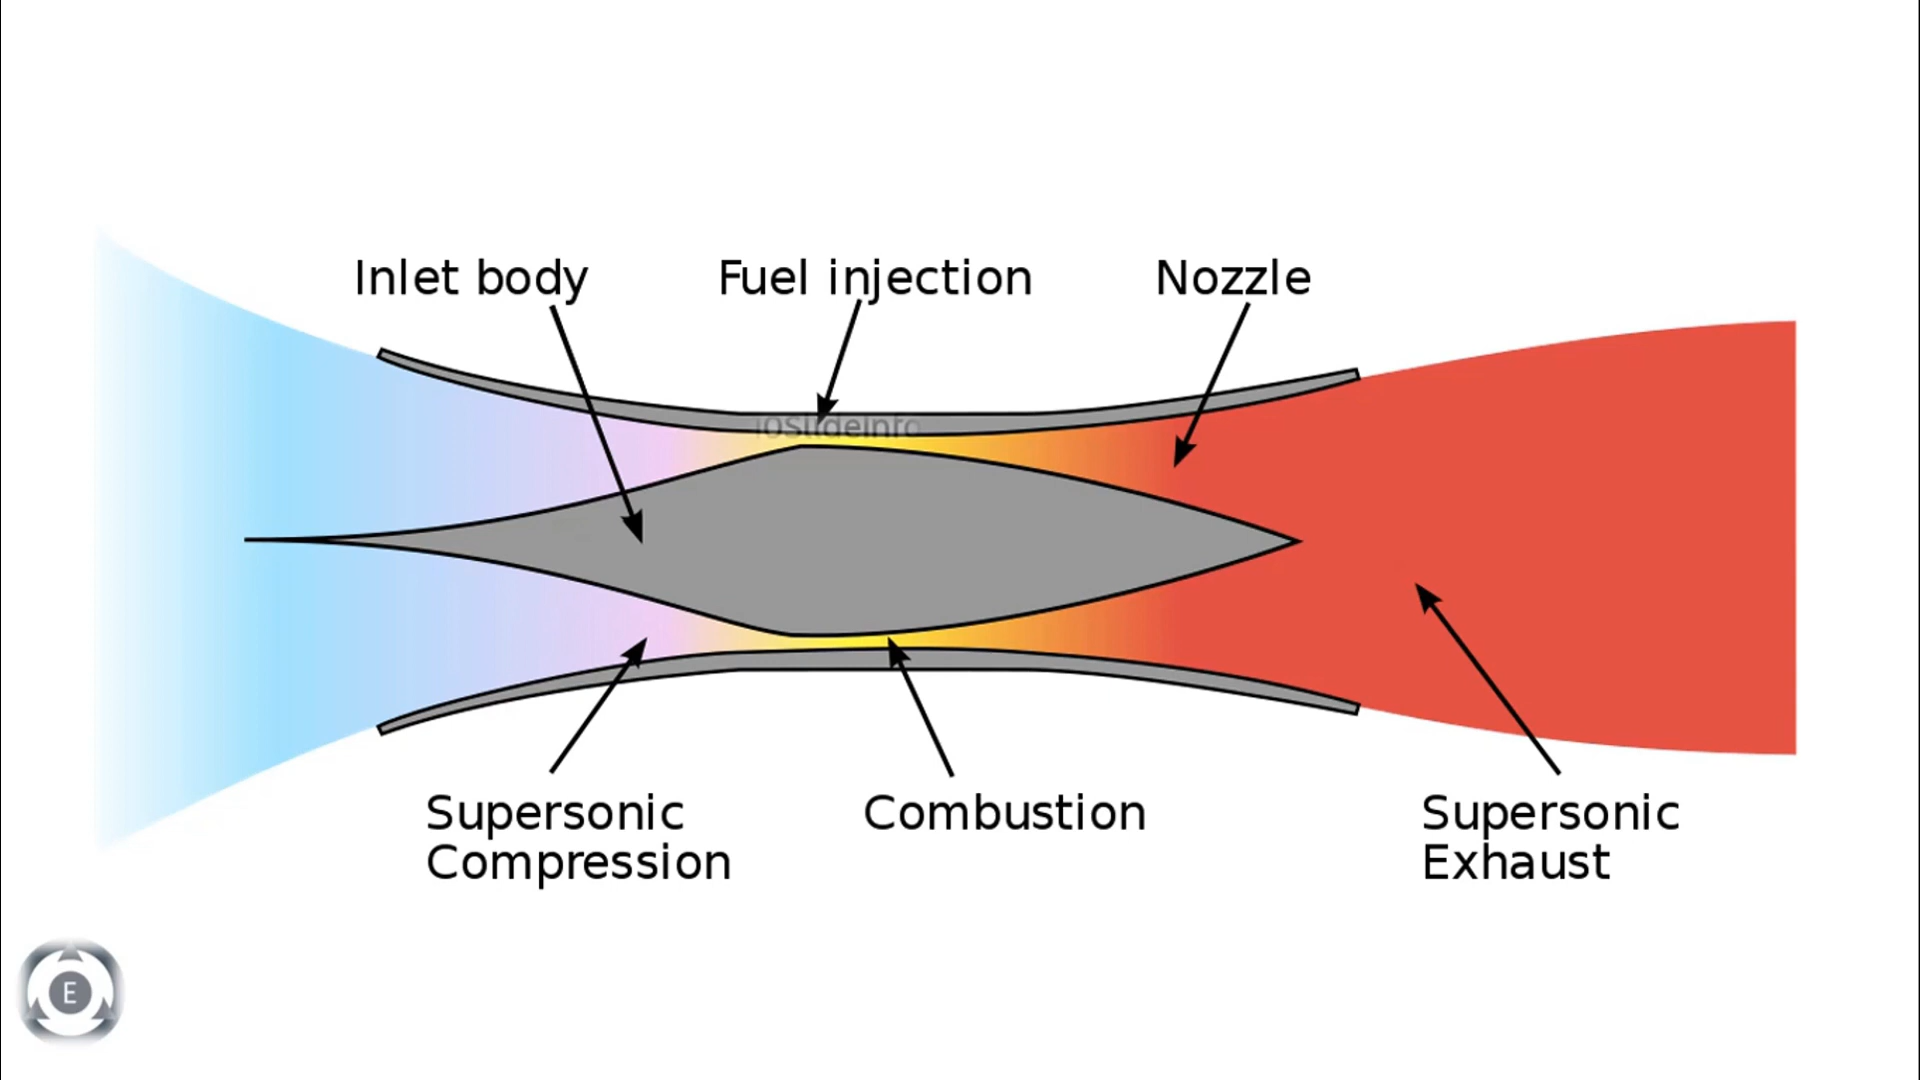 Inlet body
Fuel injection
Nozzle
Supersonic
Compression
Combustion
Supersonic
Exhaust
E